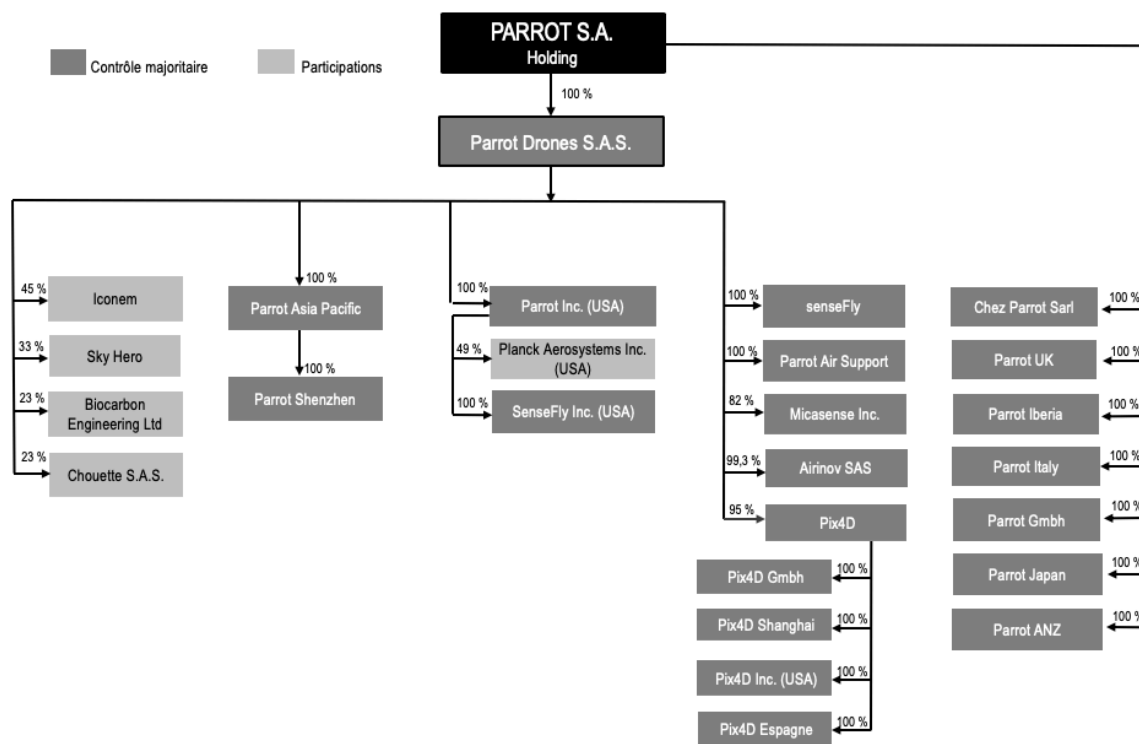 PARROT S.A.
Holding
Contrôle majoritaire
Participations
100 %
Parrot Drones S.A.S.
45 %
Iconem
33 %
Sky Hero
23 %
Biocarbon
Engineering Ltd
23 %
Chouette S.A.S.
100 %
Parrot Asia Pacific
100 %
Parrot Shenzhen
100 %
Parrot Inc. (USA)
49 %
Planck Aerosystems Inc.
(USA)
100 %
SenseFly Inc. (USA)
100 %
senseFly
100 %
Parrot Air Support
82 %
Micasense Inc.
99,3 %
Airinov SAS
95 %
Pix4D
Pix4D Gmbh
100 %
Pix4D Shanghai
100 %
Pix4D Inc. (USA)
100 %
Pix4D Espagne
100 %
Chez Parrot Sarl
100 %
Parrot UK
100 %
Parrot Iberia
100 %
Parrot Italy
100 %
Parrot Gmbh
100 %
Parrot Japan
100 %
Parrot ANZ
100 %